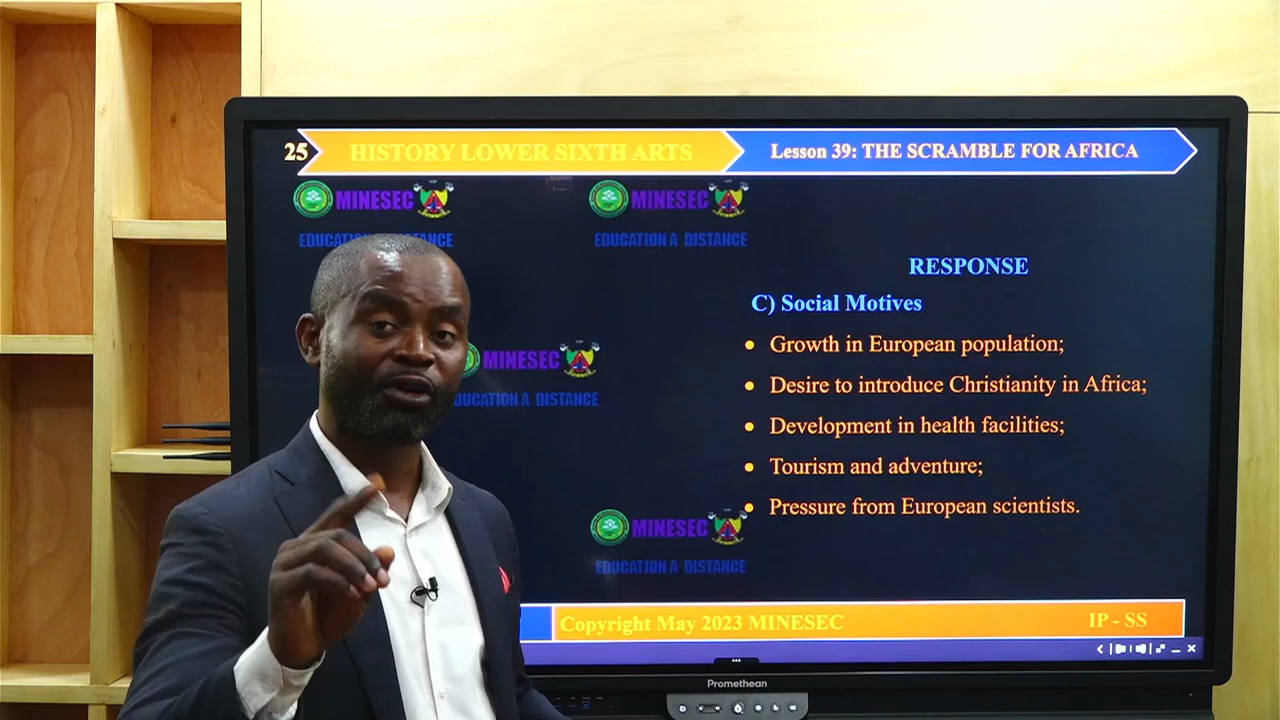 25
HISTORY LOWER SIXTH ARTS
Lesson 39: THE SCRAMBLE FOR AFRICA
MINESEC
EDUCATION A DISTANCE
MINESEC
EDUCATION A DISTANCE
RESPONSE
C) Social Motives
• Growth in European population;
MINESEC
• Desire to introduce Christianity in Africa;
EDUCATION A DISTANCE
• Development in health facilities;
• Tourism and adventure;
• Pressure from European scientists.
MINESEC
EDUCATION A DISTANCE
Copyright May 2023 MINESEC
IP - SS
Promethean